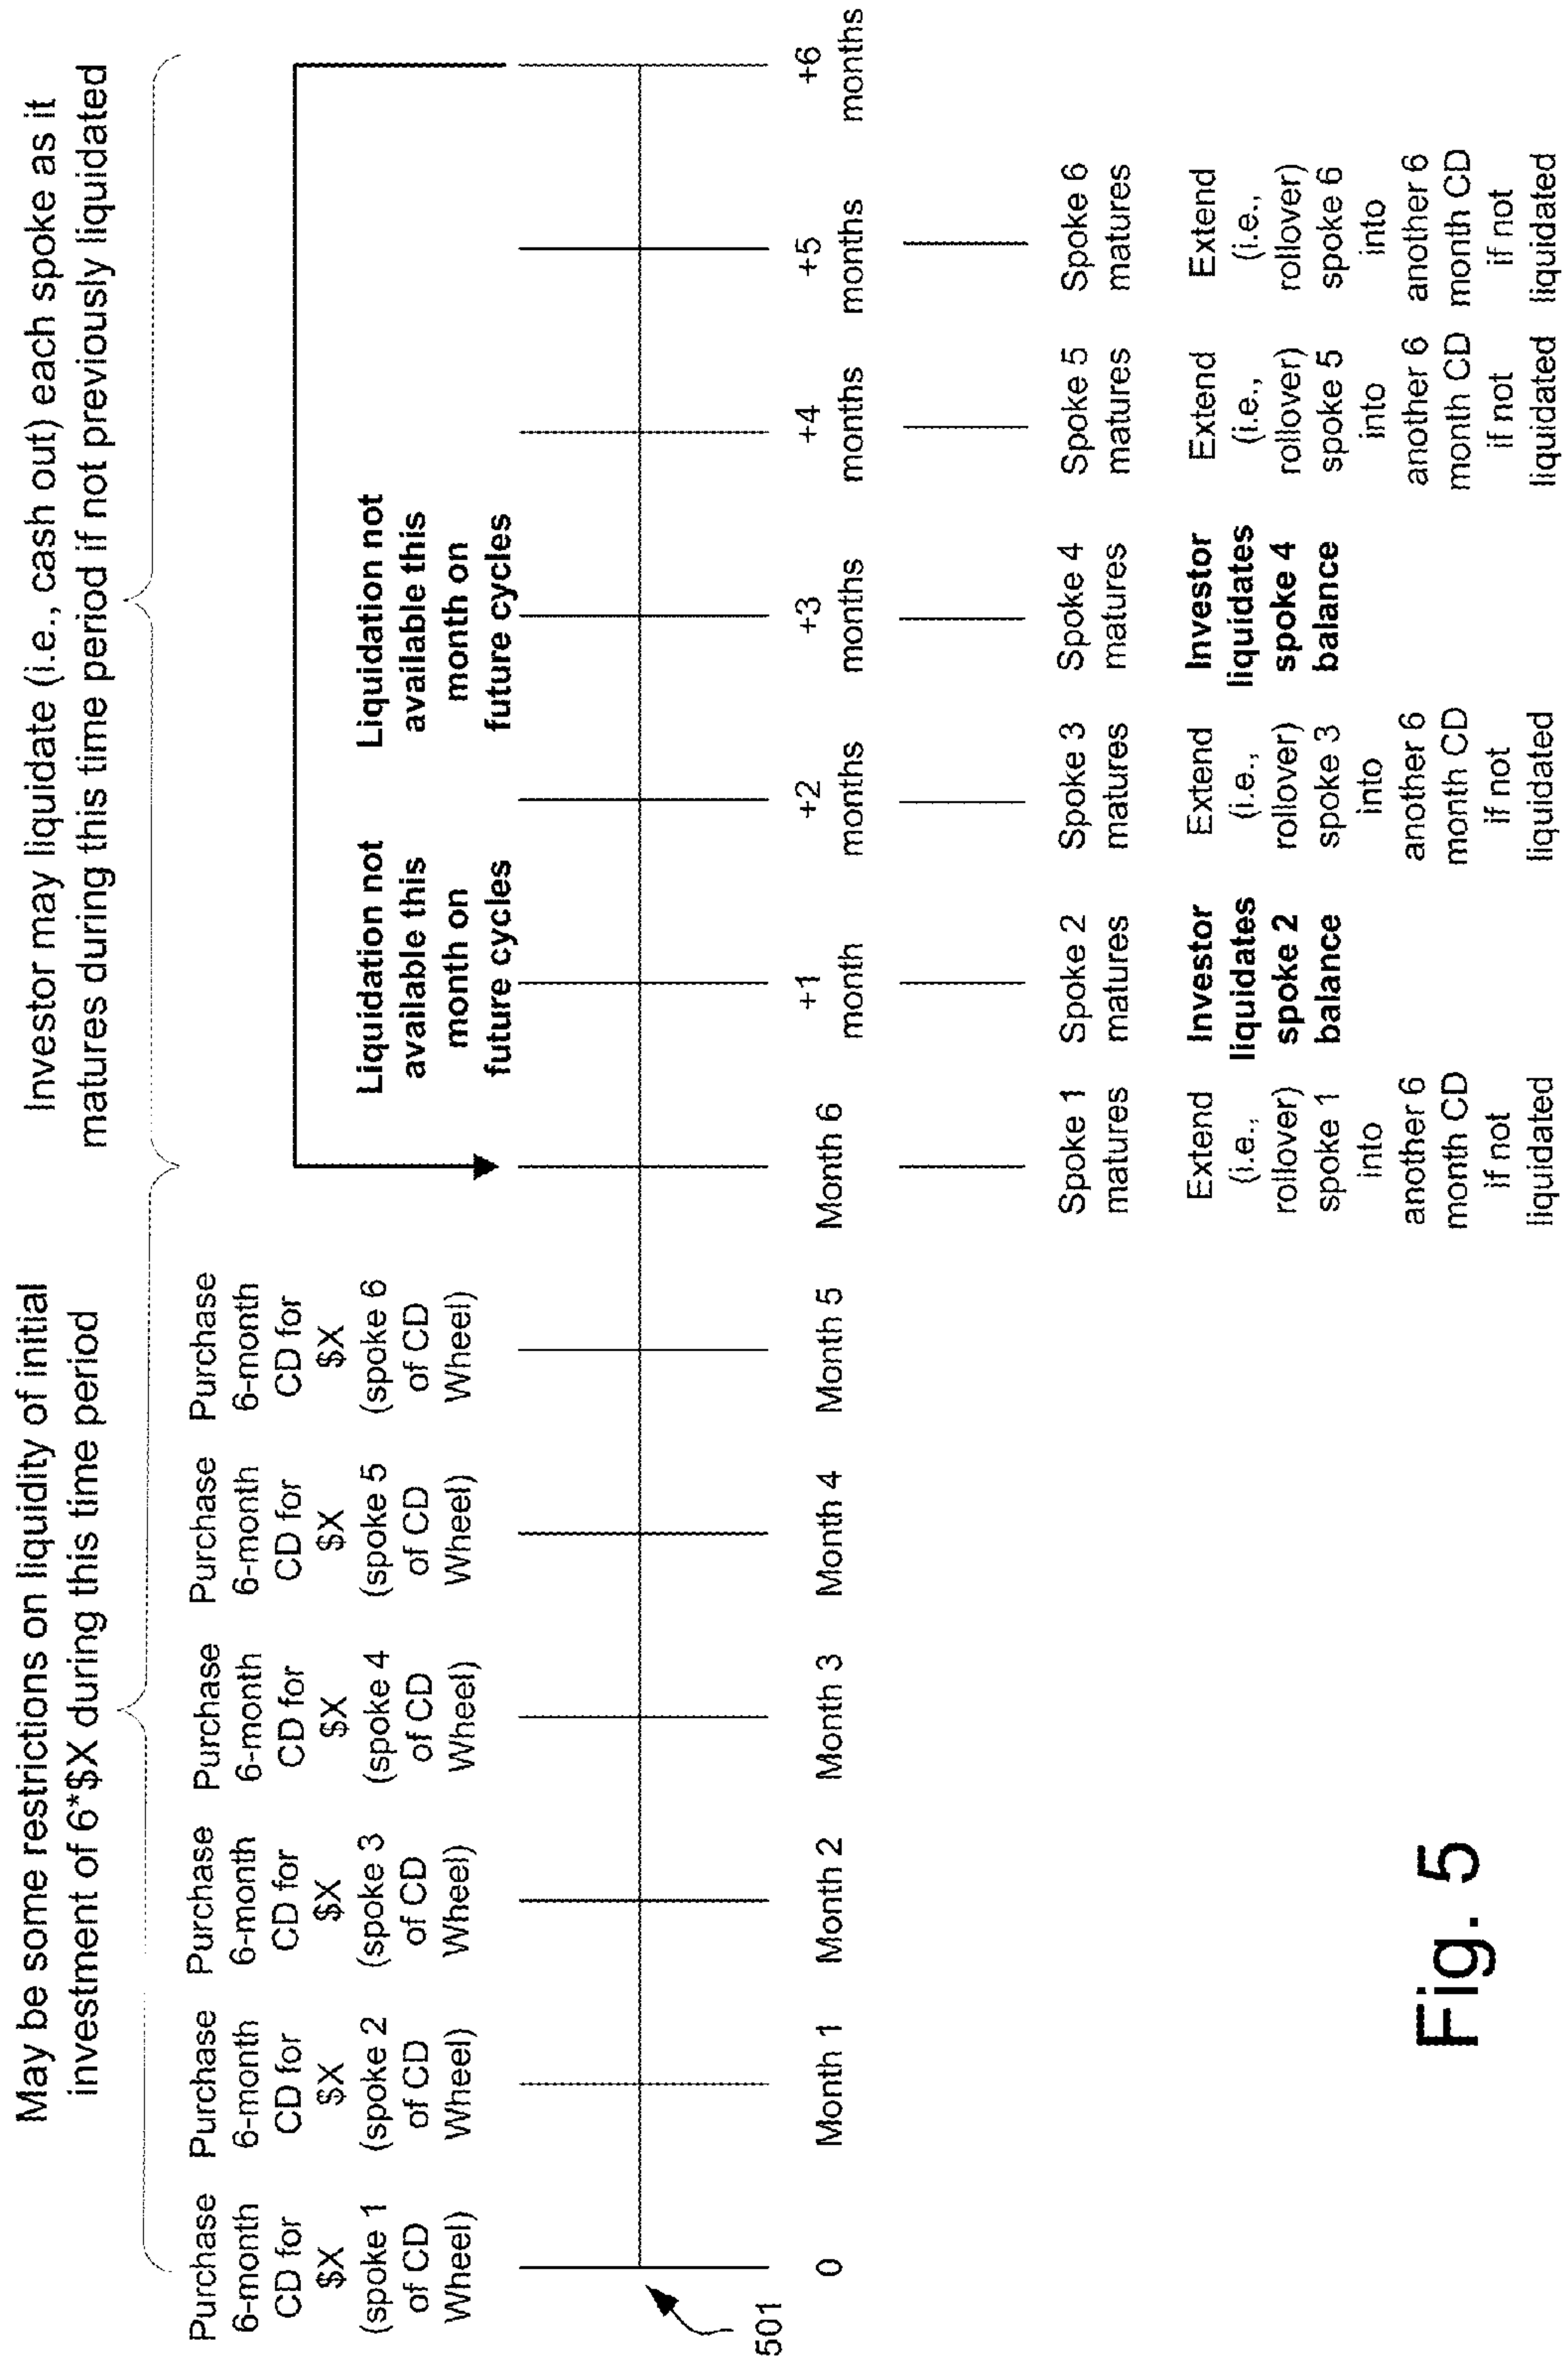 May be some restrictions on liquidity of initial
investment of 6*$X during this time period
Investor may liquidate (i.e., cash out) each spoke as it
matures during this time period if not previously liquidated
Purchase
6-month
CD for
$X
(spoke 1
of CD
Wheel)
Purchase
6-month
CD for
$X
(spoke 2
of CD
Wheel)
Purchase
6-month
CD for
$X
(spoke 3
of CD
Wheel)
Purchase
6-month
CD for
$X
(spoke 4
of CD
Wheel)
Purchase
6-month
CD for
$X
(spoke 5
of CD
Wheel)
Purchase
6-month
CD for
$X
(spoke 6
of CD
Wheel)
Liquidation not
available this
month on
future cycles
Liquidation not
available this
month on
future cycles
501
0
Month 1
Month 2
Month 3
Month 4
Month 5
Month 6
+1
month
+2
months
+3
months
+4
months
+5
months
+6
months
Spoke 1
matures
Extend
(i.e.,
rollover)
spoke 1
into
another 6
month CD
if not
liquidated
Spoke 2
matures
Investor
liquidates
spoke 2
balance
Spoke 3
matures
Extend
(i.e.,
rollover)
spoke 3
into
another 6
month CD
if not
liquidated
Spoke 4
matures
Investor
liquidates
spoke 4
balance
Spoke 5
matures
Extend
(i.e.,
rollover)
spoke 5
into
another 6
month CD
if not
liquidated
Spoke 6
matures
Extend
(i.e.,
rollover)
spoke 6
into
another 6
month CD
if not
liquidated
Fig. 5